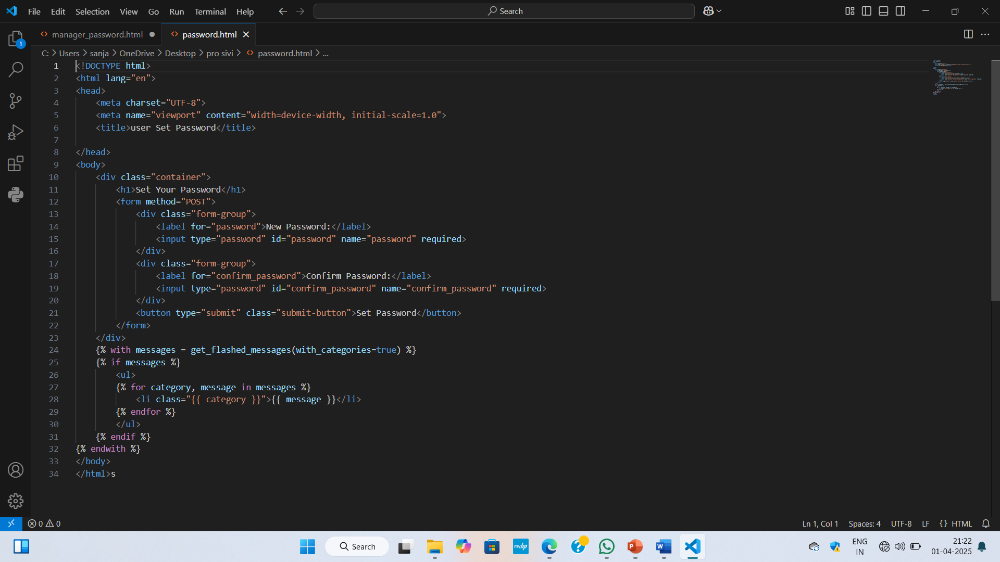 File Edit Selection View Go Run Terminal Help Search
manager_password.html password.html
C: Users sanja OneDrive Desktop pro sivi password.html ...
1 <!DOCTYPE html>
2 <html lang="en">
3 <head>
4 <meta charset="UTF-8">
5 <meta name="viewport" content="width=device-width, initial-scale=1.0">
6 <title>user Set Password</title>
7
8 </head>
9 <body>
10 <div class="container">
11 <h1>Set Your Password</h1>
12 <form method="POST">
13 <div class="form-group">
14 <label for="password">New Password:</label>
15 <input type="password" id="password" name="password" required>
16 </div>
17 <div class="form-group">
18 <label for="confirm_password">Confirm Password:</label>
19 <input type="password" id="confirm_password" name="confirm_password" required>
20 </div>
21 <button type="submit" class="submit-button">Set Password</button>
22 </form>
23 </div>
24 {% with messages = get_flashed_messages(with_categories=true) %}
25 {% if messages %}
26 <ul>
27 {% for category, message in messages %}
28 <li class="{{ category }}">{{ message }}</li>
29 {% endfor %}
30 </ul>
31 {% endif %}
32 {% endwith %}
33 </body>
34 </html>s
1
0 0 Ln 1, Col 1 Spaces: 4 UTF-8 LF {} HTML
Search myhp ENG IN 21:22 01-04-2025